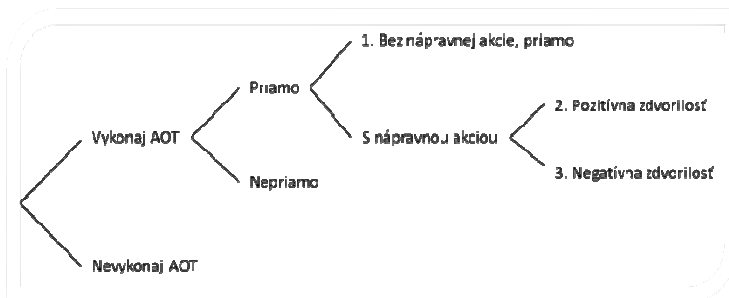 1. Bez nápravnej akcie, priamo
Priamo
2. Pozitívna zdvorilosť
Vykonaj AOT
S nápravnou akciou
3. Negatívna zdvorilosť
Nepriamo
Nevykonaj AOT